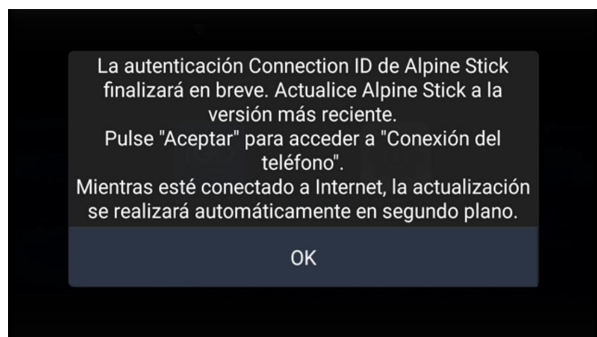 La autenticación Connection ID de Alpine Stick
finalizará en breve. Actualice Alpine Stick a la
versión más reciente.
Pulse "Aceptar" para acceder a "Conexión del
teléfono".
Mientras esté conectado a Internet, la actualización
se realizará automáticamente en segundo plano.
OK